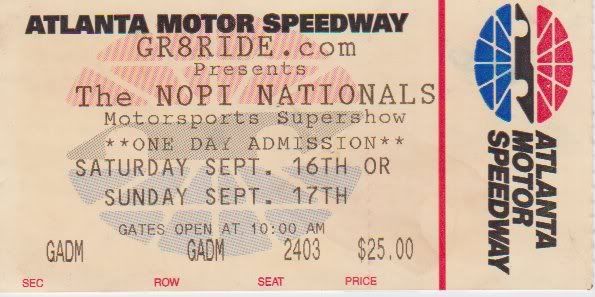 ATLANTA MOTOR SPEEDWAY
GR8RIDE.com
Presents
The NOPI NATIONALS
Motorsports Supershow
**ONE DAY ADMISSION**
SATURDAY SEPT. 16TH OR
SUNDAY SEPT. 17TH
GATES OPEN AT 10:00 AM
GADM GADM 2403 $25.00
SEC ROW SEAT PRICE
ATLANTA
MOTOR
SPEEDWAY